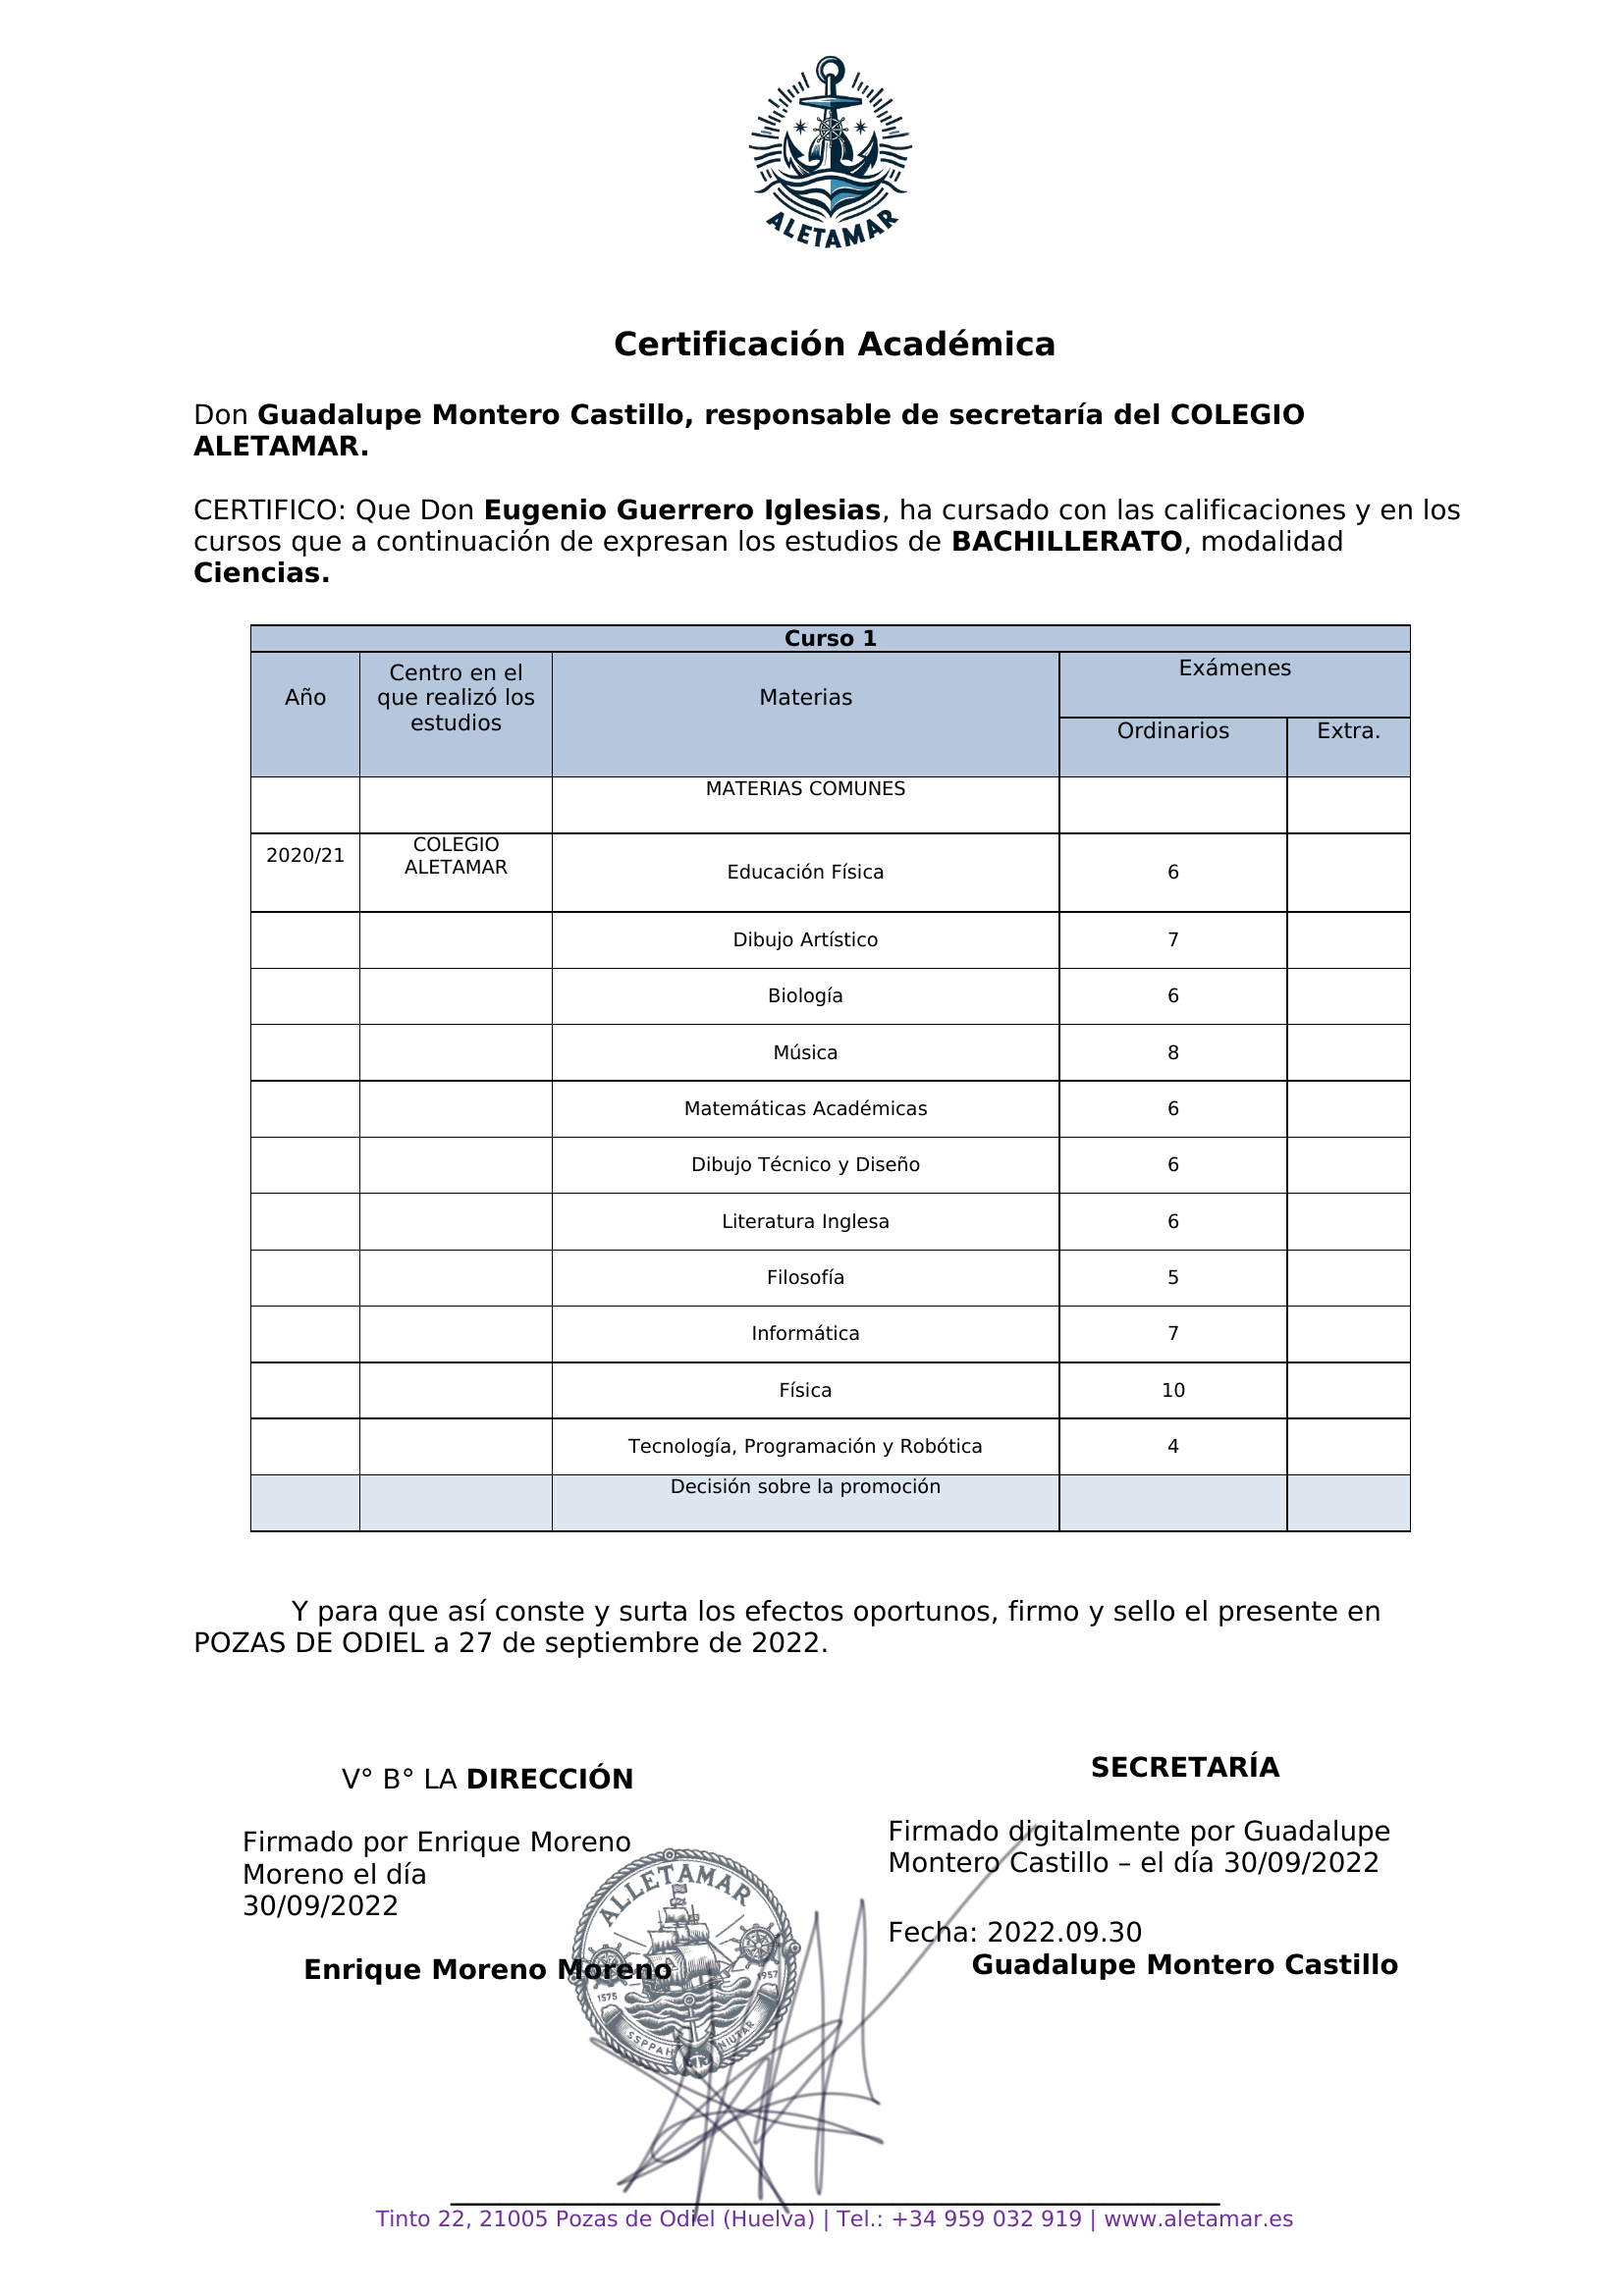 ALETAMAR
Certificación Académica
Don Guadalupe Montero Castillo, responsable de secretaría del COLEGIO
ALETAMAR.
CERTIFICO: Que Don Eugenio Guerrero Iglesias, ha cursado con las calificaciones y en los
cursos que a continuación de expresan los estudios de BACHILLERATO, modalidad
Ciencias.
Curso 1
Año
Centro en el
que realizó los
estudios
Materias
Exámenes
Ordinarios Extra.
MATERIAS COMUNES
2020/21
COLEGIO
ALETAMAR
Educación Física 6
Dibujo Artístico 7
Biología 6
Música 8
Matemáticas Académicas 6
Dibujo Técnico y Diseño 6
Literatura Inglesa 6
Filosofía 5
Informática 7
Física 10
Tecnología, Programación y Robótica 4
Decisión sobre la promoción
Y para que así conste y surta los efectos oportunos, firmo y sello el presente en
POZAS DE ODIEL a 27 de septiembre de 2022.
V° B° LA DIRECCIÓN
Firmado por Enrique Moreno
Moreno el día
30/09/2022
Enrique Moreno Moreno
ALLETAMAR
1575
1957
SECRETARÍA
Firmado digitalmente por Guadalupe
Montero Castillo – el día 30/09/2022
Fecha: 2022.09.30
Guadalupe Montero Castillo
Tinto 22, 21005 Pozas de Odiel (Huelva) | Tel.: +34 959 032 919 | www.aletamar.es